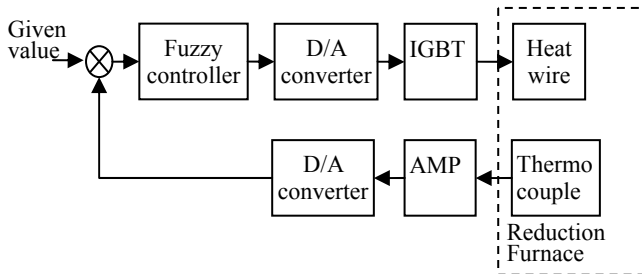 Given
value
Fuzzy
controller
D/A
converter
IGBT
Heat
wire
D/A
converter
AMP
Thermo
couple
Reduction
Furnace